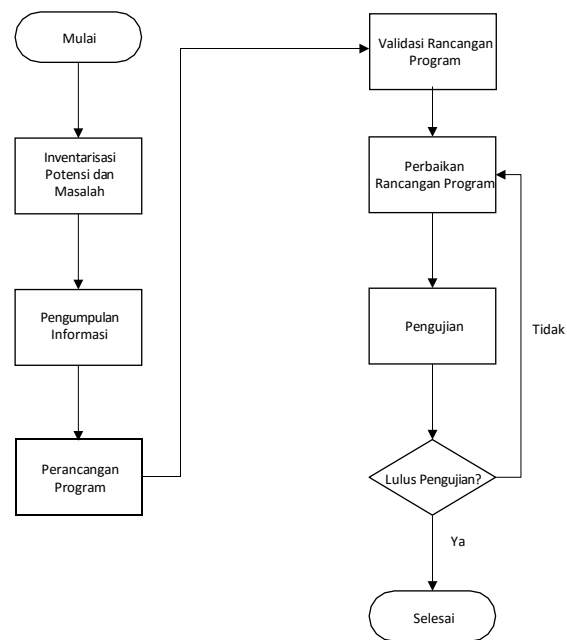 Mulai
Inventarisasi
Potensi dan
Masalah
Pengumpulan
Informasi
Perancangan
Program
Validasi Rancangan
Program
Perbaikan
Rancangan Program
Pengujian
Tidak
Lulus Pengujian?
Ya
Selesai